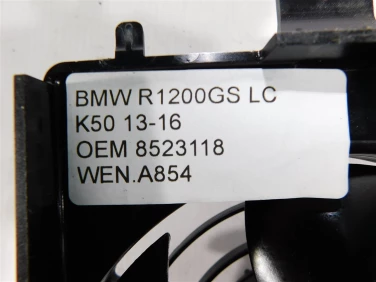 BMW R1200GS LC
K50 13-16
OEM 8523118
WEN.A854